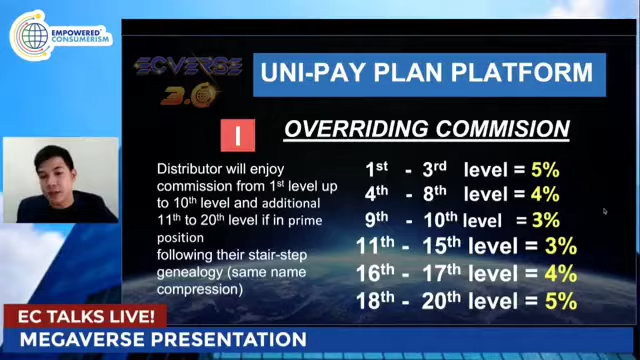 EMPOWERED
CONSUMERISM
ECVERSE
3.0
UNI-PAY PLAN PLATFORM
I
OVERRIDING COMMISION
Distributor will enjoy
commission from 1st level up
to 10th level and additional
11th to 20th level if in prime
position
following their stair-step
genealogy (same name
compression)
1st - 3rd level = 5%
4th - 8th level = 4%
9th - 10th level = 3%
11th - 15th level = 3%
16th - 17th level = 4%
18th - 20th level = 5%
EC TALKS LIVE!
MEGAVERSE PRESENTATION